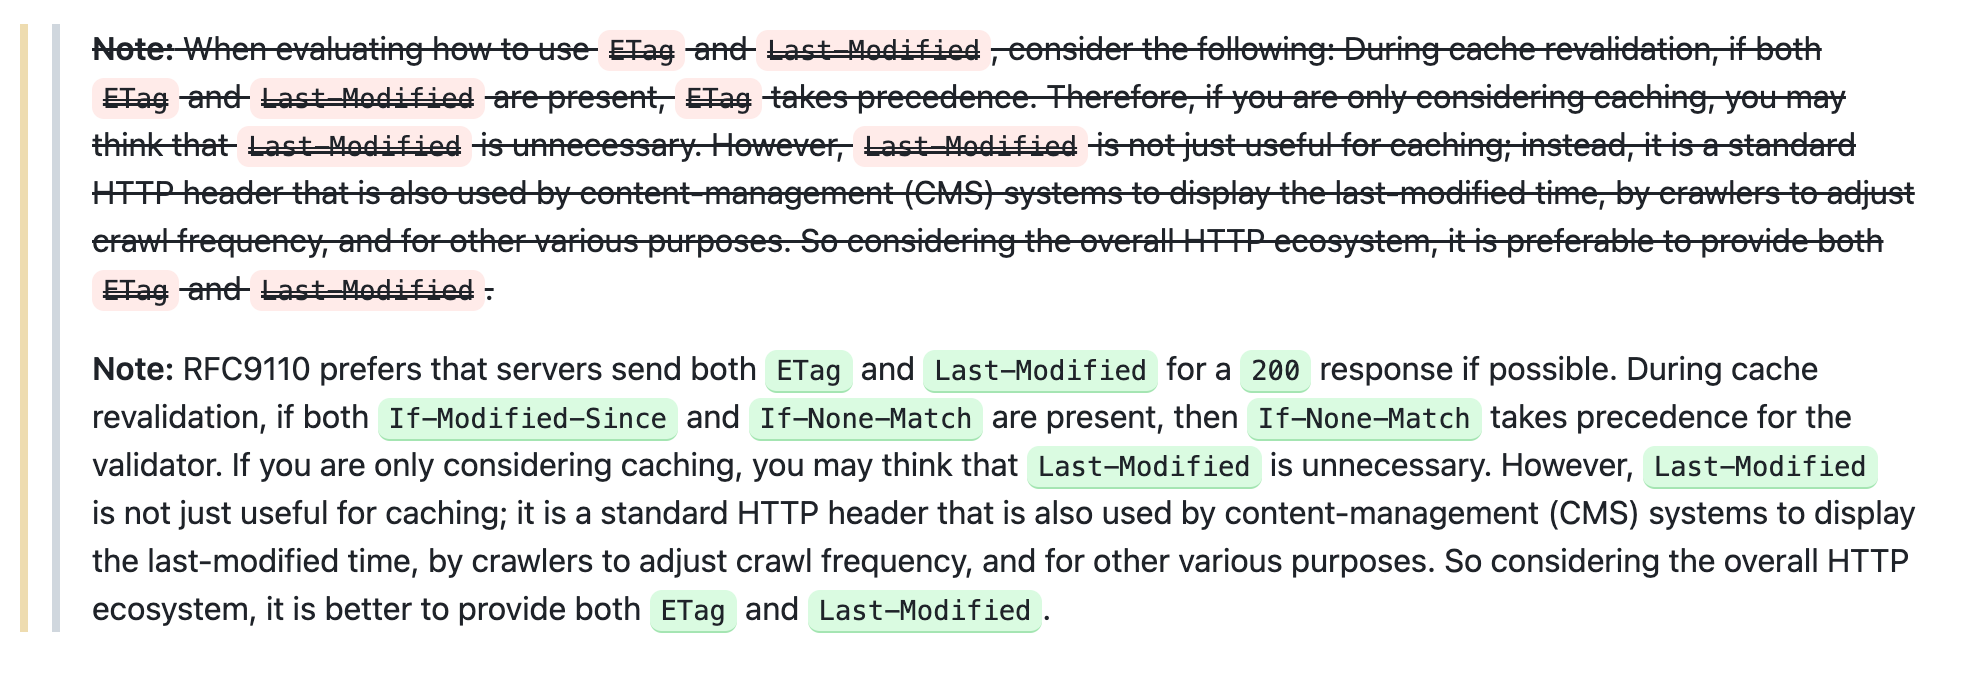 Note: When evaluating how to use ETag and Last-Modified, consider the following: During cache revalidation, if both
ETag and Last-Modified are present, ETag takes precedence. Therefore, if you are only considering caching, you may
think that Last-Modified is unnecessary. However, Last-Modified is not just useful for caching; instead, it is a standard
HTTP header that is also used by content-management (CMS) systems to display the last-modified time, by crawlers to adjust
crawl frequency, and for other various purposes. So considering the overall HTTP ecosystem, it is preferable to provide both
ETag and Last-Modified.
Note: RFC9110 prefers that servers send both ETag and Last-Modified for a 200 response if possible. During cache
revalidation, if both If-Modified-Since and If-None-Match are present, then If-None-Match takes precedence for the
validator. If you are only considering caching, you may think that Last-Modified is unnecessary. However, Last-Modified
is not just useful for caching; it is a standard HTTP header that is also used by content-management (CMS) systems to display
the last-modified time, by crawlers to adjust crawl frequency, and for other various purposes. So considering the overall HTTP
ecosystem, it is better to provide both ETag and Last-Modified.